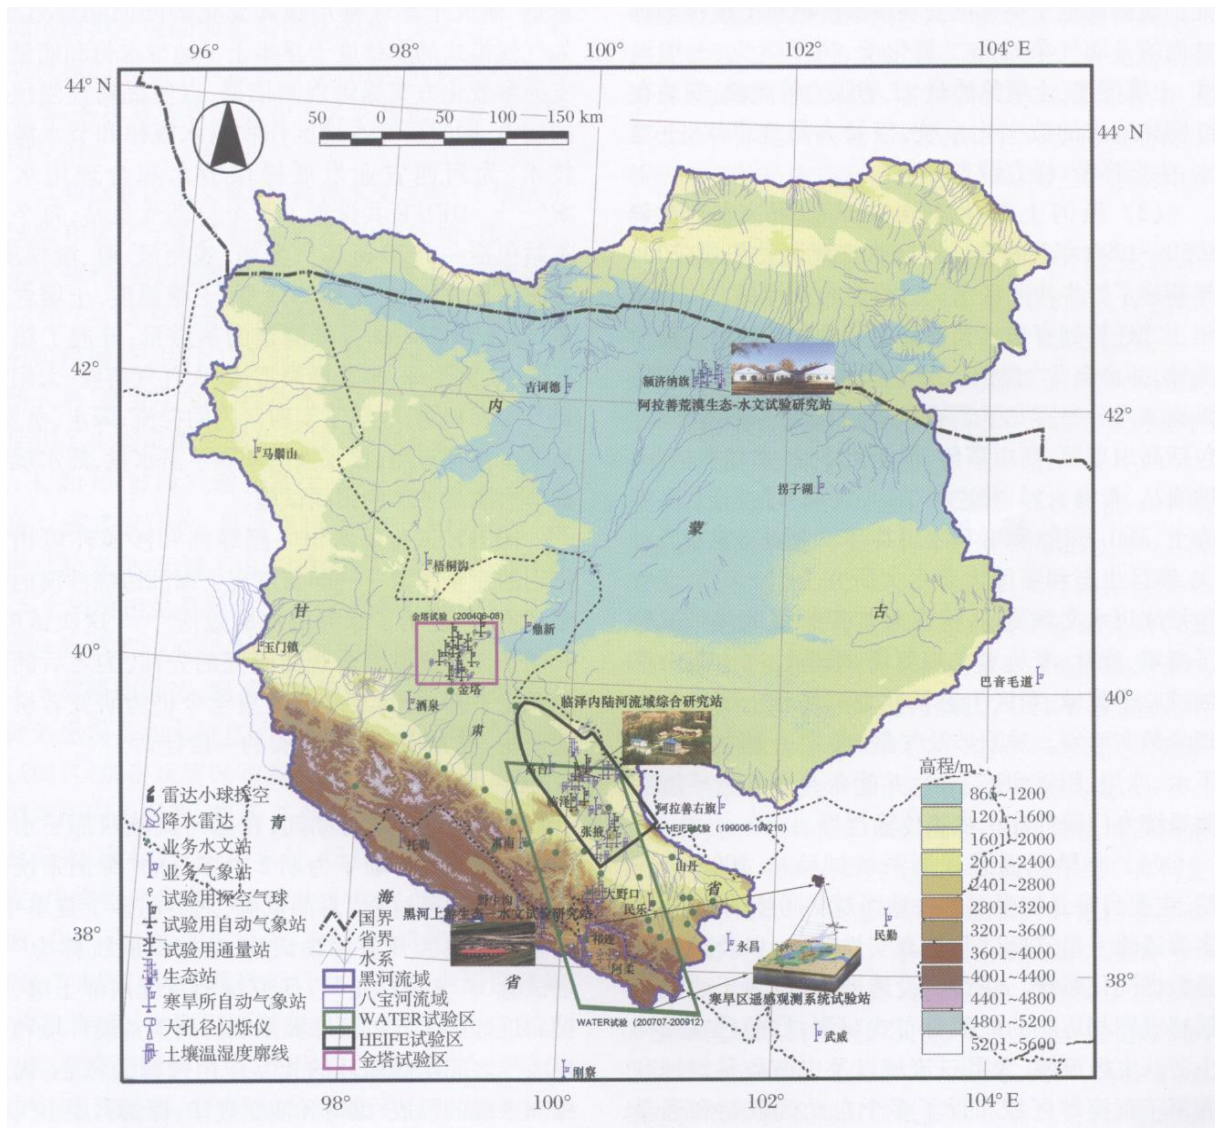 96° 98° 100° 102° 104° E
44° N
44° N
50 0 50 100 150 km
42°
42°
吉诃德
额济纳旗
阿拉善荒漠生态-水文试验研究站
内
马鬃山
拐子湖
蒙
梧桐沟
甘
古
金塔试验 (200406-08)
鼎新
玉门镇
40°
金塔
巴音毛道
40°
酒泉
肃
临泽内陆河流域综合研究站
高台
临泽
阿拉善右旗
张掖
HEIFE试验 (199006-199210)
高程/m
865~1200
1201~1600
1601~2000
2001~2400
2401~2800
2801~3200
3201~3600
3601~4000
4001~4400
4401~4800
4801~5200
5201~5600
青
托勒
肃南
山丹
海
野牛沟
大野口
民乐
省
黑河上游生态-水文试验研究站
祁连
阿柔
永昌
民勤
38°
38°
省
寒旱区遥感观测系统试验站
WATER试验 (200707-200912)
武威
刚察
雷达小球探空
降水雷达
业务水文站
业务气象站
试验用探空气球
试验用自动气象站
试验用通量站
生态站
寒旱所自动气象站
大孔径闪烁仪
土壤温湿度廓线
国界
省界
水系
黑河流域
八宝河流域
WATER试验区
HEIFE试验区
金塔试验区
98° 100° 102° 104° E